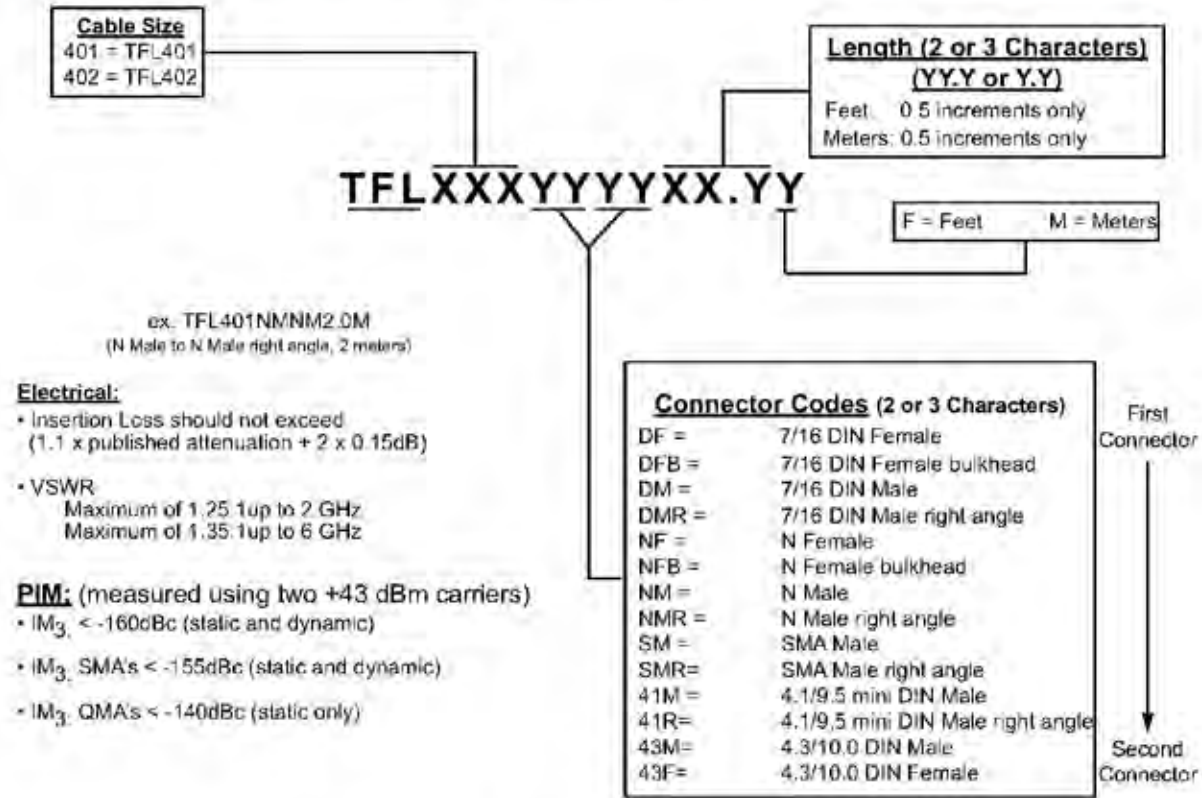 Cable Size
401 = TFL401
402 = TFL402
Length (2 or 3 Characters)
(YY.Y or Y.Y)
Feet. 0 5 increments only
Meters: 0.5 increments only
TFLXXXYYYYXX.YY
F = Feet M = Meters
ex. TFL401NMNM2.0M
(N Male to N Male right angle, 2 meters)
Electrical:
• Insertion Loss should not exceed
(1.1 x published attenuation + 2 x 0.15dB)
• VSWR
Maximum of 1.25.1up to 2 GHz
Maximum of 1.35.1up to 6 GHz
PIM: (measured using two +43 dBm carriers)
• IM3, < -160dBc (static and dynamic)
• IM3, SMA's < -155dBc (static and dynamic)
• IM3, QMA's < -140dBc (static only)
Connector Codes (2 or 3 Characters)
DF = 7/16 DIN Female
DFB = 7/16 DIN Female bulkhead
DM = 7/16 DIN Male
DMR = 7/16 DIN Male right angle
NF = N Female
NFB = N Female bulkhead
NM = N Male
NMR = N Male right angle
SM = SMA Male
SMR= SMA Male right angle
41M = 4.1/9.5 mini DIN Male
41R= 4.1/9,5 mini DIN Male right angle
43M= 4.3/10.0 DIN Male
43F= 4.3/10.0 DIN Female
First
Connector
Second
Connector